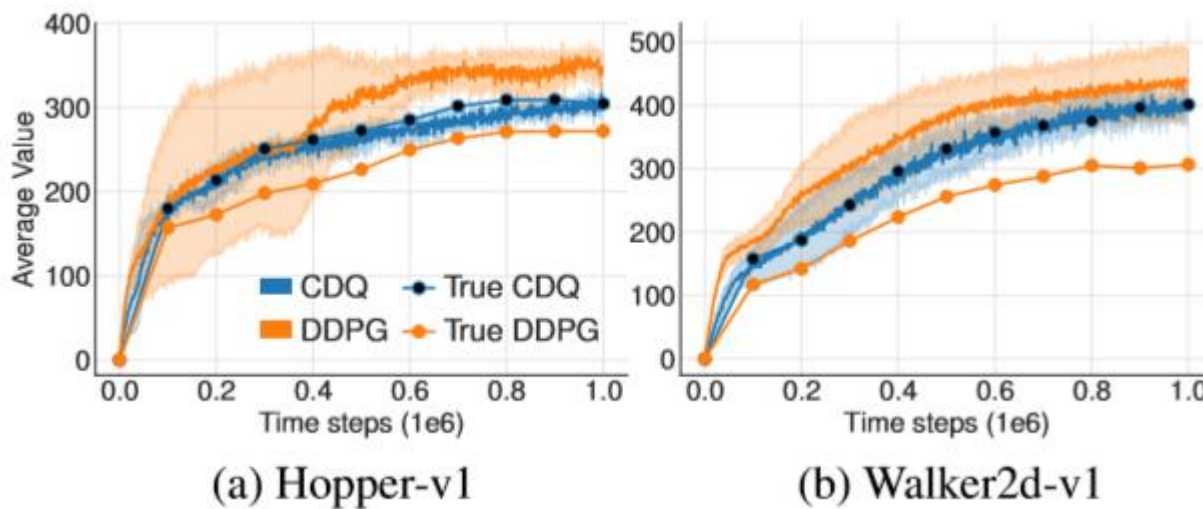 400
300
200
100
0
Average Value
CDQ
True CDQ
DDPG
True DDPG
0.0 0.2 0.4 0.6 0.8 1.0
Time steps (1e6)
(a) Hopper-v1
500
400
300
200
100
0
0.0 0.2 0.4 0.6 0.8 1.0
Time steps (1e6)
(b) Walker2d-v1